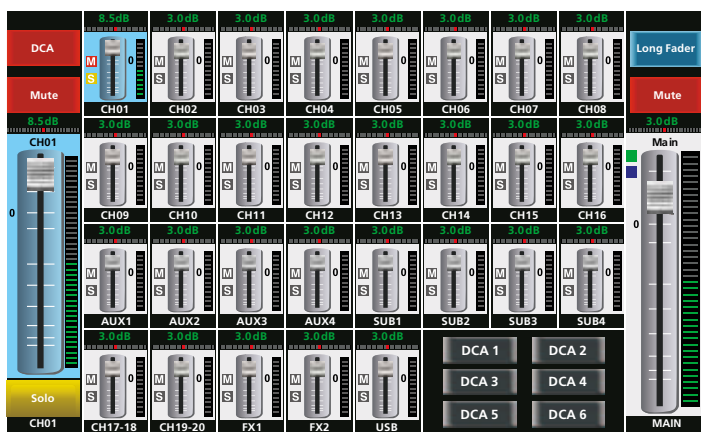 8.5dB 3.0dB 3.0dB 3.0dB 3.0dB 3.0dB 3.0dB 3.0dB
DCA Long Fader
0 0 0 0 0 0 0 0
M M M M M M M M
S S S S S S S S
Mute Mute
CH01 CH02 CH03 CH04 CH05 CH06 CH07 CH08
8.5dB 3.0dB 3.0dB 3.0dB 3.0dB 3.0dB 3.0dB 3.0dB 3.0dB 3.0dB
CH01 Main
0 0 0 0 0 0 0 0
M M M M M M M M
S S S S S S S S
0 CH09 CH10 CH11 CH12 CH13 CH14 CH15 CH16
0
3.0dB 3.0dB 3.0dB 3.0dB 3.0dB 3.0dB 3.0dB 3.0dB
0 0 0 0 0 0 0 0
M M M M M M M M
S S S S S S S S
AUX1 AUX2 AUX3 AUX4 SUB1 SUB2 SUB3 SUB4
3.0dB 3.0dB 3.0dB 3.0dB 3.0dB
DCA 1 DCA 2
0 0 0 0 0
M M M M M
DCA 3 DCA 4
S S S S S
Solo
DCA 5 DCA 6
CH01 CH17-18 CH19-20 FX1 FX2 USB MAIN